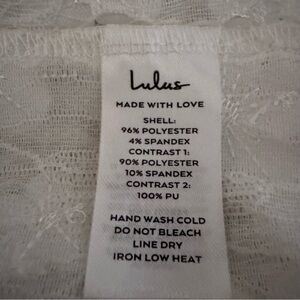 Lulus
MADE WITH LOVE
SHELL:
96% POLYESTER
4% SPANDEX
CONTRAST 1:
90% POLYESTER
10% SPANDEX
CONTRAST 2:
100% PU
HAND WASH COLD
DO NOT BLEACH
LINE DRY
IRON LOW HEAT